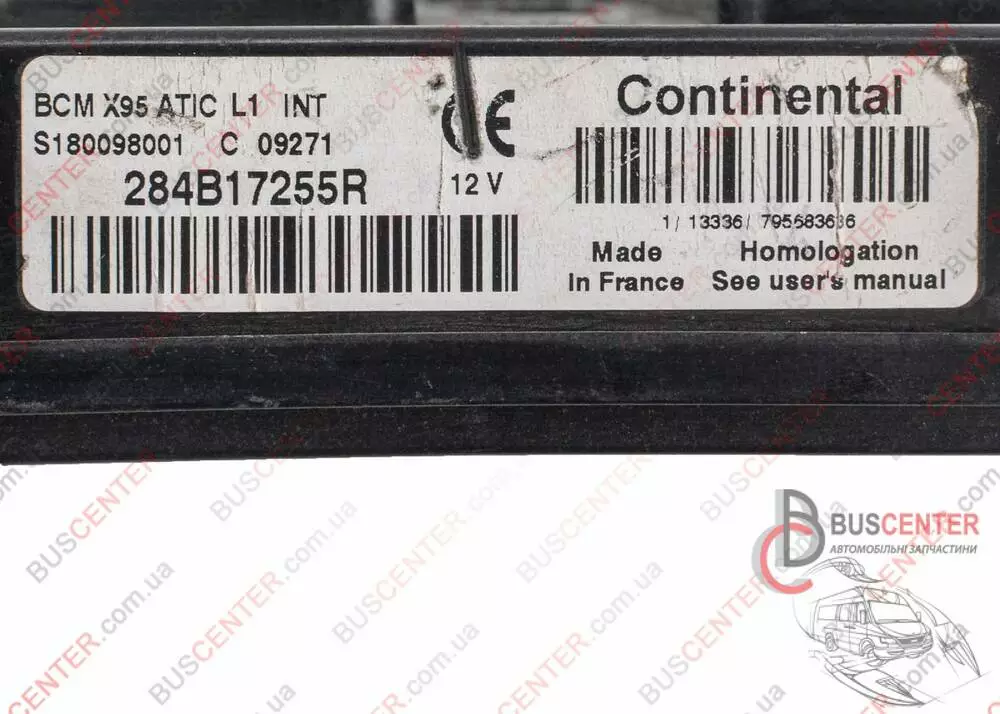 BCM X95 ATIC L1 INT
S180098001 C 09271
284B17255R
12 V
CE
Continental
1/ 13336/ 795683636
Made
In France
Homologation
See user's manual
BUSCENTER
АВТОМОБІЛЬНІ ЗАПЧАСТИНИ
BUSCENTER.com.ua